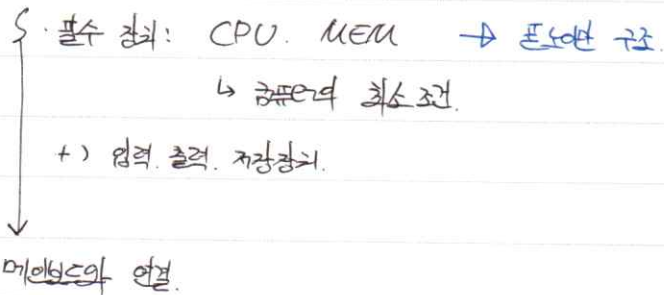 · 필수 장치: CPU. MEM → 폰노이만 구조.
↳ 컴퓨터의 최소 조건.
+) 입력. 출력. 저장장치.
메인보드와 연결.